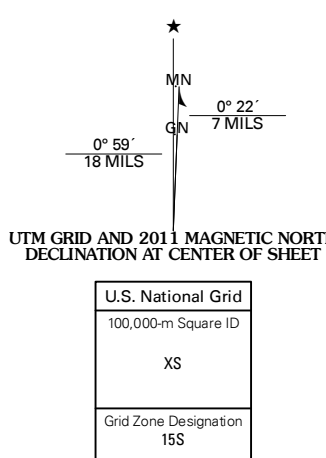 ★
MN
GN
0° 22´
7 MILS
0° 59´
18 MILS
UTM GRID AND 2011 MAGNETIC NORT
DECLINATION AT CENTER OF SHEET
U.S. National Grid
100,000-m Square ID
XS
Grid Zone Designation
15S